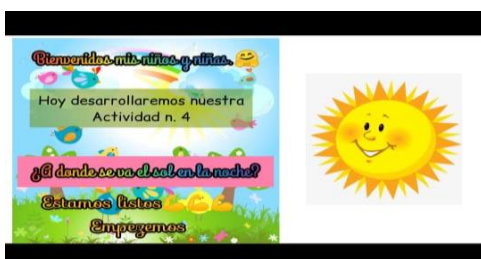 Bienvenidos mis niños y niñas. 🤗
Hoy desarrollaremos nuestra
Actividad n. 4
¿A donde se va el sol en la noche?
Estamos listos 💪💪💪
Empezemos